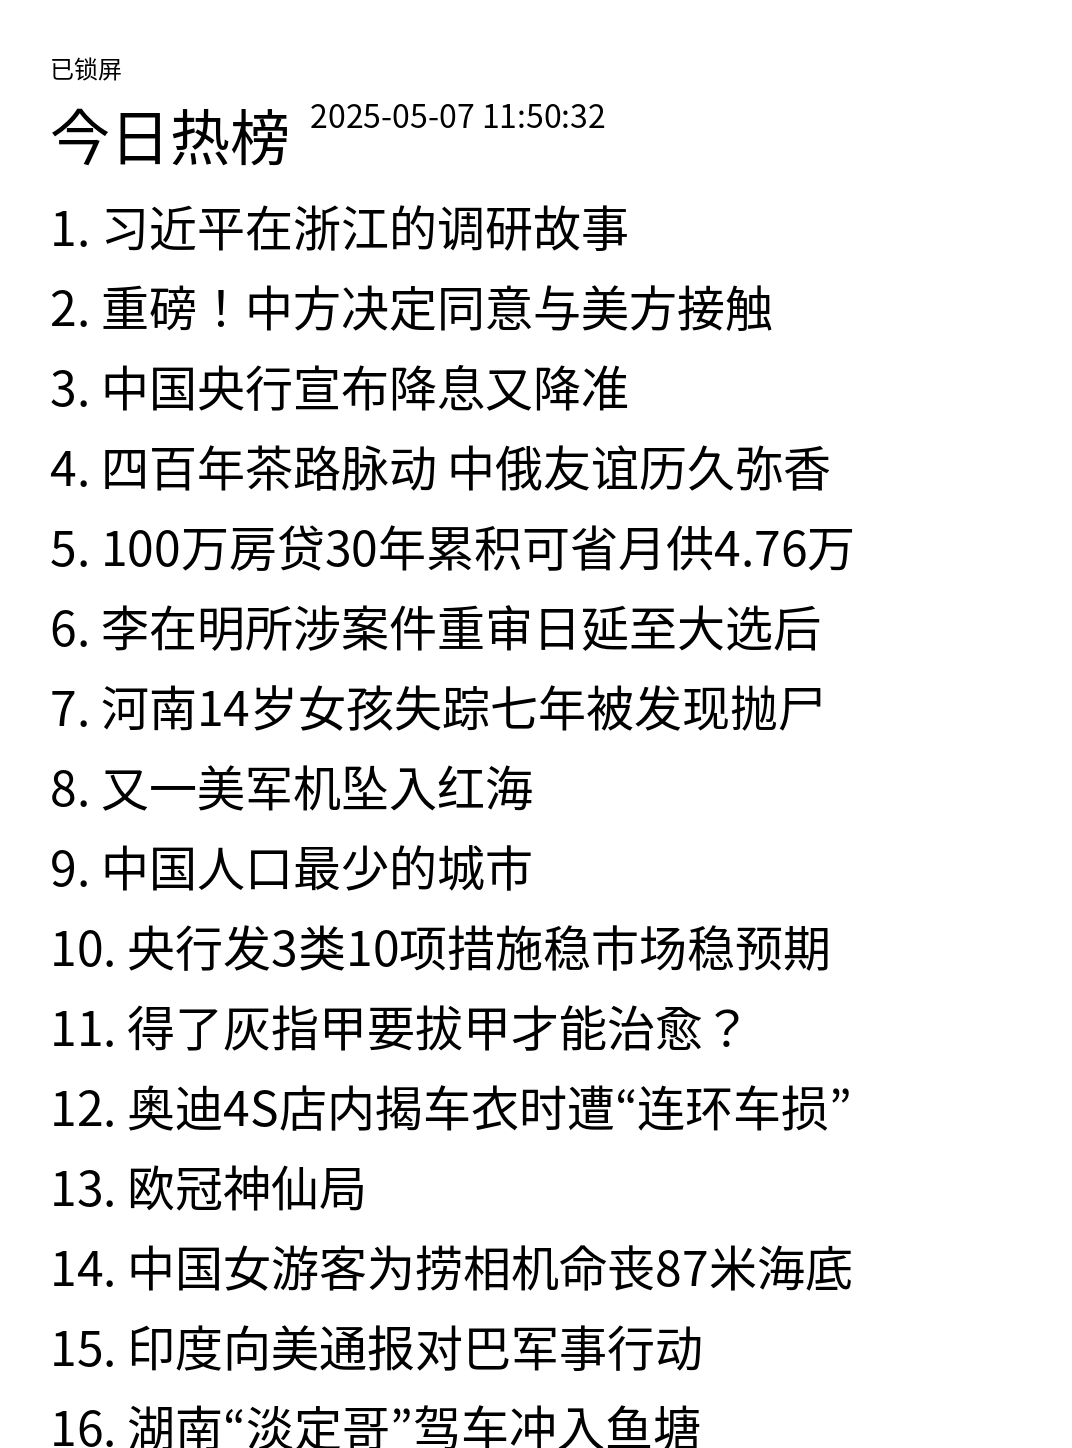 已锁屏
今日热榜 2025-05-07 11:50:32
1. 习近平在浙江的调研故事
2. 重磅！中方决定同意与美方接触
3. 中国央行宣布降息又降准
4. 四百年茶路脉动 中俄友谊历久弥香
5. 100万房贷30年累积可省月供4.76万
6. 李在明所涉案件重审日延至大选后
7. 河南14岁女孩失踪七年被发现抛尸
8. 又一美军机坠入红海
9. 中国人口最少的城市
10. 央行发3类10项措施稳市场稳预期
11. 得了灰指甲要拔甲才能治愈？
12. 奥迪4S店内揭车衣时遭“连环车损”
13. 欧冠神仙局
14. 中国女游客为捞相机命丧87米海底
15. 印度向美通报对巴军事行动
16. 湖南“淡定哥”驾车冲入鱼塘